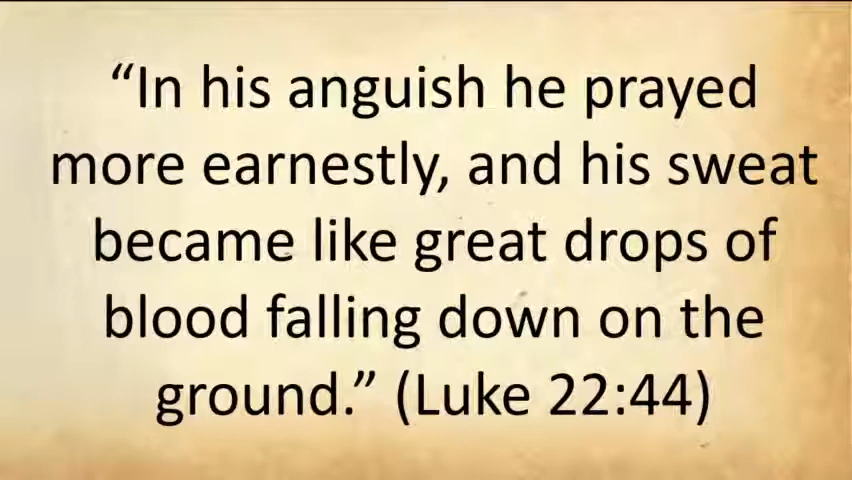 “In his anguish he prayed
more earnestly, and his sweat
became like great drops of
blood falling down on the
ground.” (Luke 22:44)